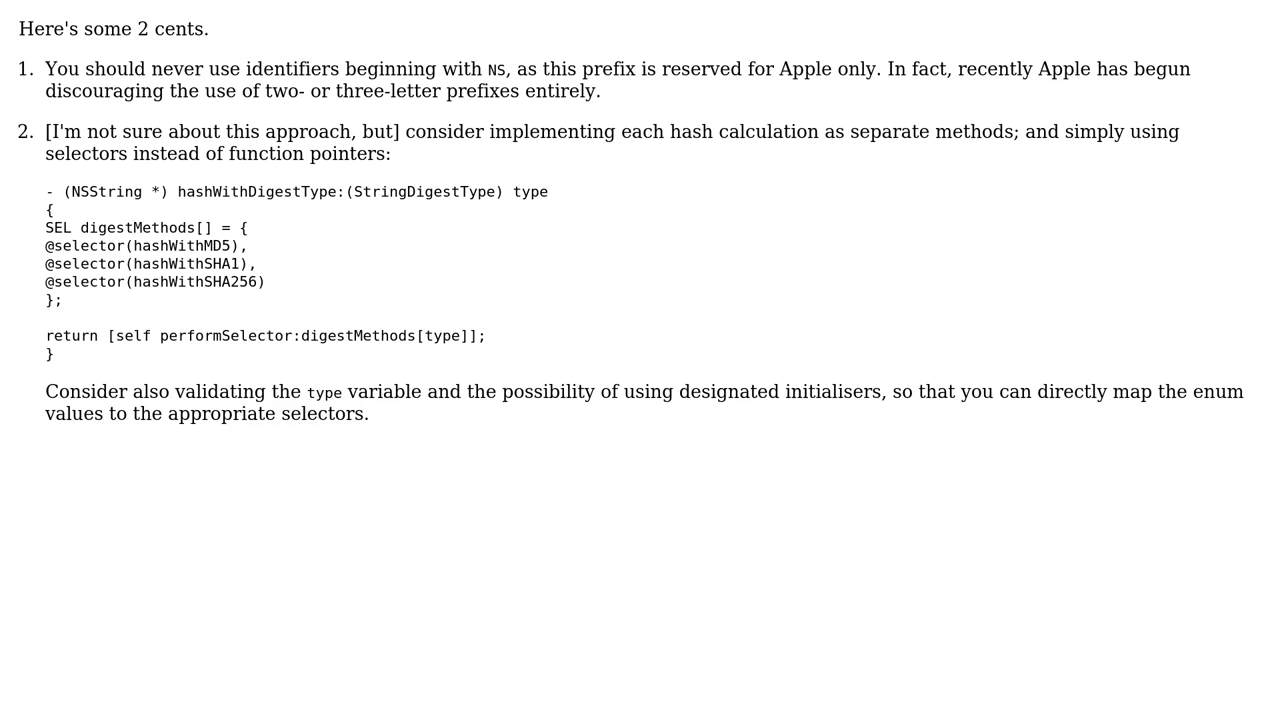 Here's some 2 cents.
1. You should never use identifiers beginning with NS, as this prefix is reserved for Apple only. In fact, recently Apple has begun
discouraging the use of two- or three-letter prefixes entirely.
2. [I'm not sure about this approach, but] consider implementing each hash calculation as separate methods; and simply using
selectors instead of function pointers:
- (NSString *) hashWithDigestType:(StringDigestType) type
{
SEL digestMethods[] = {
@selector(hashWithMD5),
@selector(hashWithSHA1),
@selector(hashWithSHA256)
};
return [self performSelector:digestMethods[type]];
}
Consider also validating the type variable and the possibility of using designated initialisers, so that you can directly map the enum
values to the appropriate selectors.